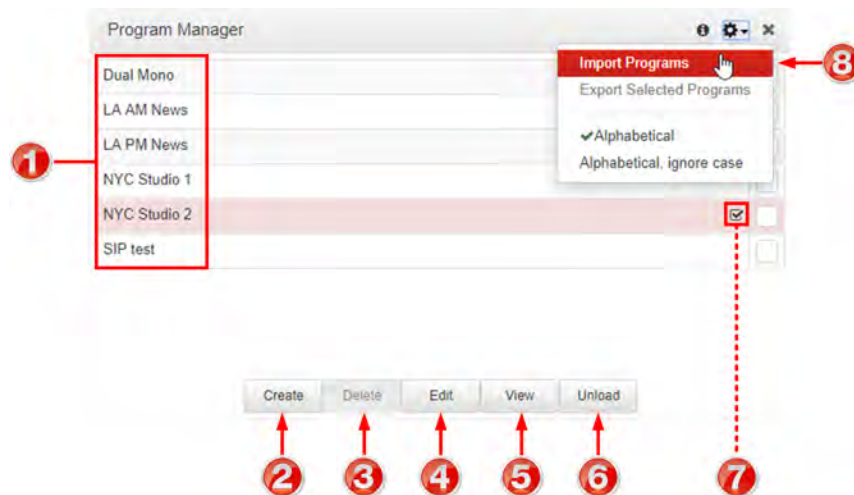 Program Manager
Import Programs
8
Export Selected Programs
Dual Mono
LA AM News
Alphabetical
LA PM News
Alphabetical, ignore case
1
NYC Studio 1
NYC Studio 2
SIP test
Create
Delete
Edit
View
Unload
2
3
4
5
6
7